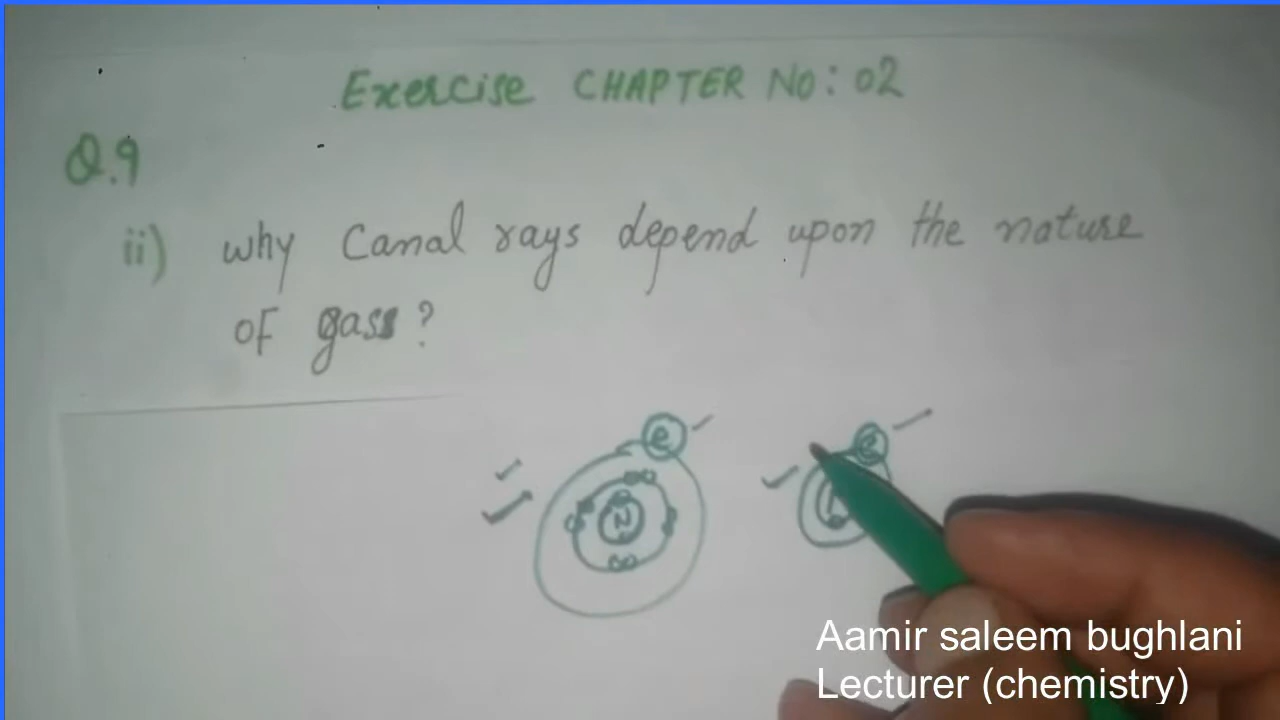 Exercise CHAPTER No: 02
Q.9
ii) why Canal rays depend upon the nature
of gass?
e e
N
Aamir saleem bughlani
Lecturer (chemistry)